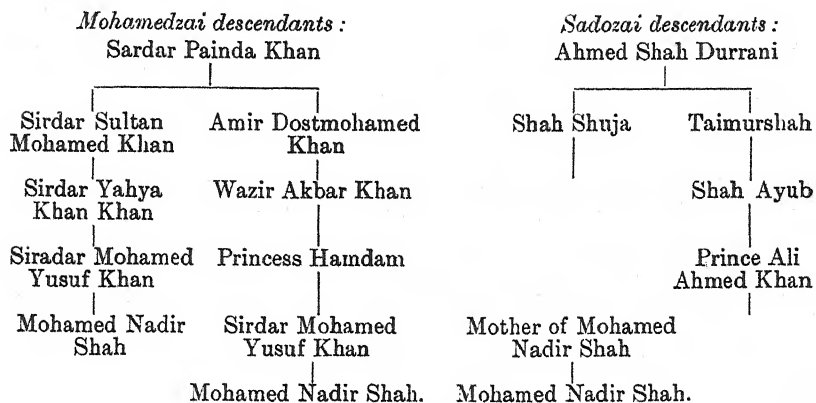 Mohamedzai descendants :
Sardar Painda Khan
Sirdar Sultan
Mohamed Khan
Amir Dostmohamed
Khan
Sirdar Yahya
Khan Khan
Wazir Akbar Khan
Siradar Mohamed
Yusuf Khan
Princess Hamdam
Mohamed Nadir
Shah
Sirdar Mohamed
Yusuf Khan
Mohamed Nadir Shah.
Sadozai descendants :
Ahmed Shah Durrani
Shah Shuja
Taimurshah
Shah Ayub
Prince Ali
Ahmed Khan
Mother of Mohamed
Nadir Shah
Mohamed Nadir Shah.